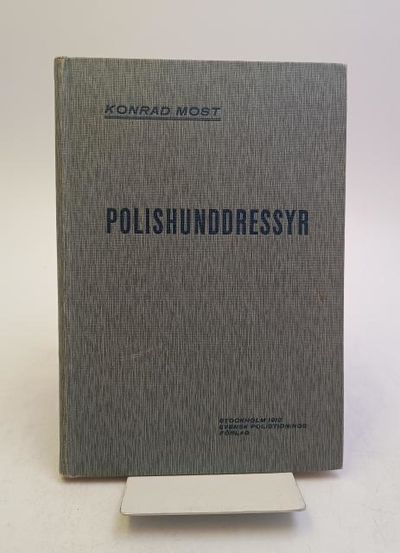 KONRAD MOST
POLISHUNDDRESSYR
STOCKHOLM 1912
SVENSK POLISTIDNINGS
FÖRLAG